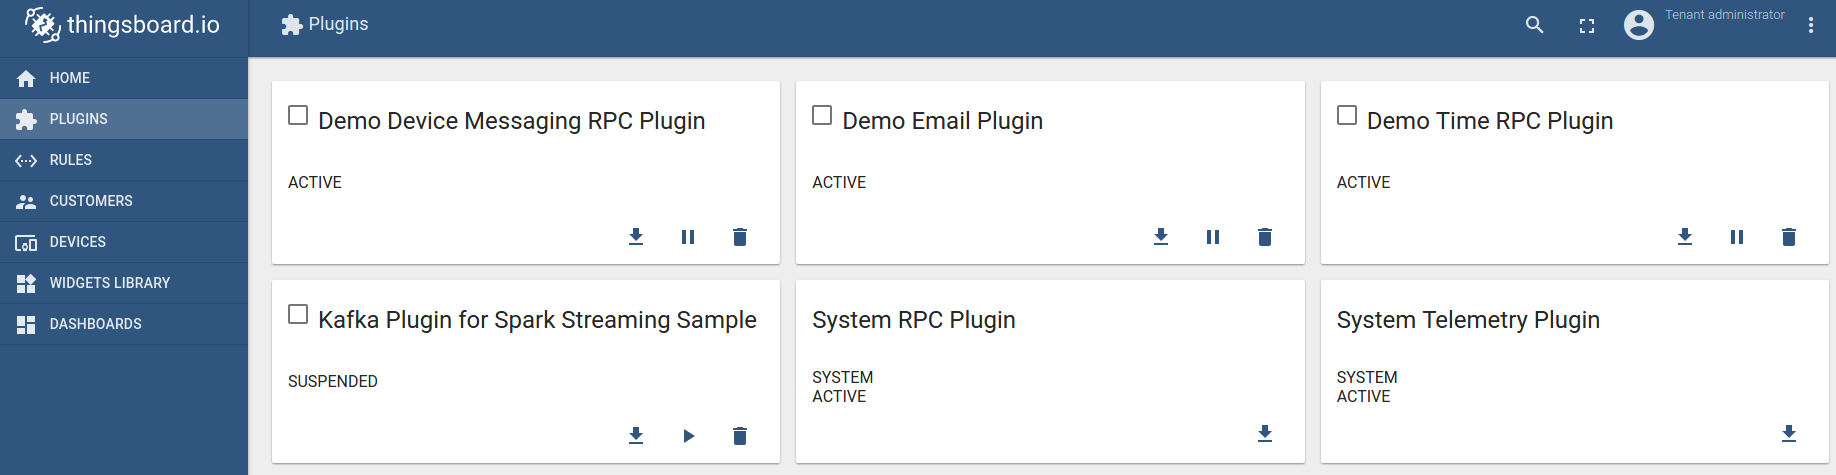 thingsboard.io
Plugins
Tenant administrator
HOME
PLUGINS
RULES
CUSTOMERS
DEVICES
WIDGETS LIBRARY
DASHBOARDS
Demo Device Messaging RPC Plugin
ACTIVE
Demo Email Plugin
ACTIVE
Demo Time RPC Plugin
ACTIVE
Kafka Plugin for Spark Streaming Sample
SUSPENDED
System RPC Plugin
SYSTEM
ACTIVE
System Telemetry Plugin
SYSTEM
ACTIVE